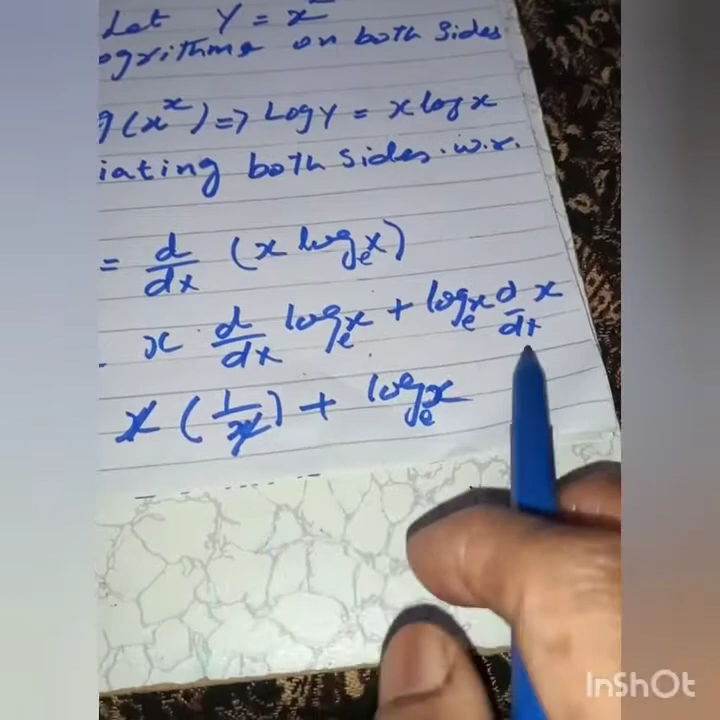 Let Y = x
ogrithms on both sides
g(x^x) => Log Y = x log x
iating both sides. w.r.
= d/dx (x log_e x)
x d/dx log_e x + log_e x d/dx x
x (1/x) + log_e x
InShOt